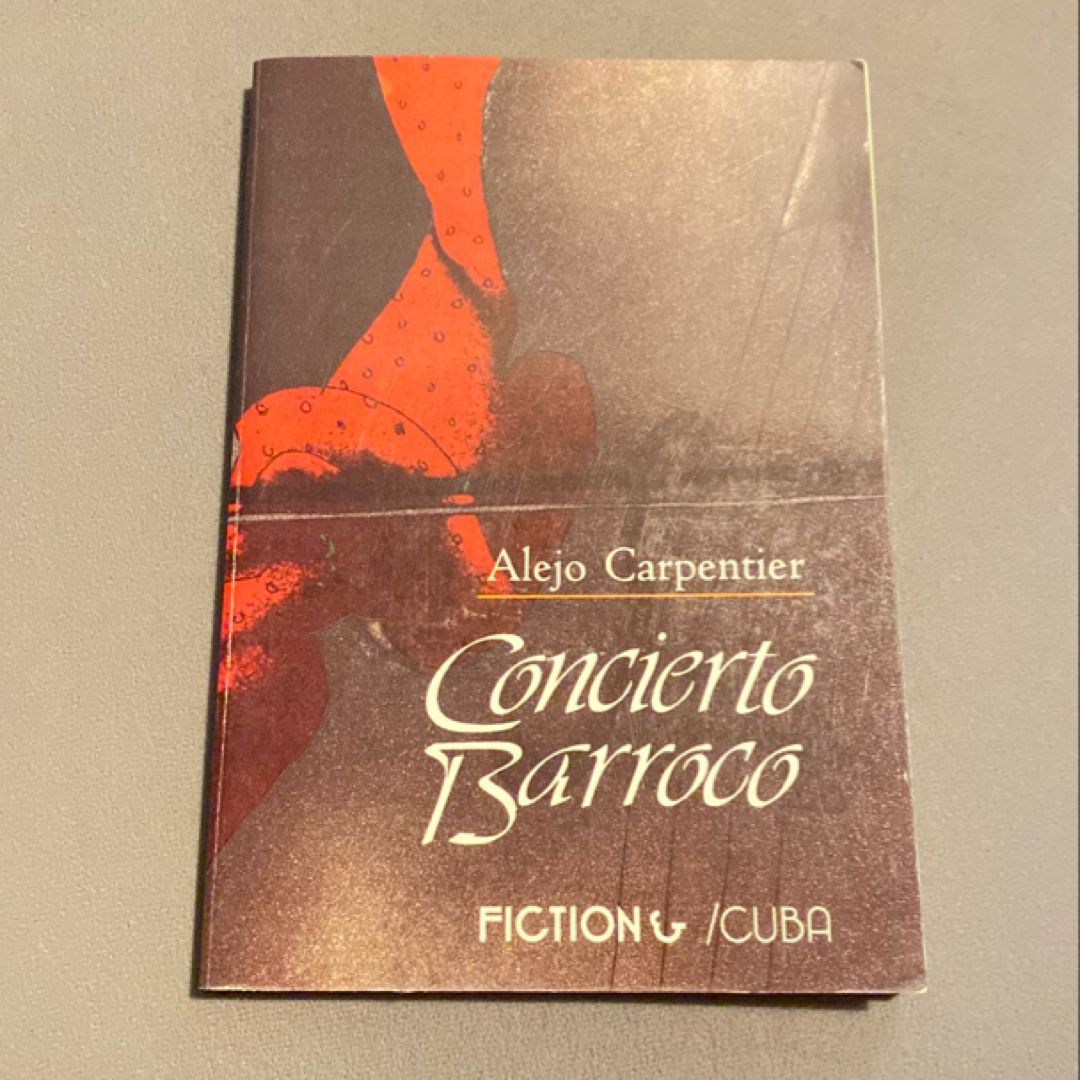 Alejo Carpentier
Concierto
Barroco
FICTION & /CUBA